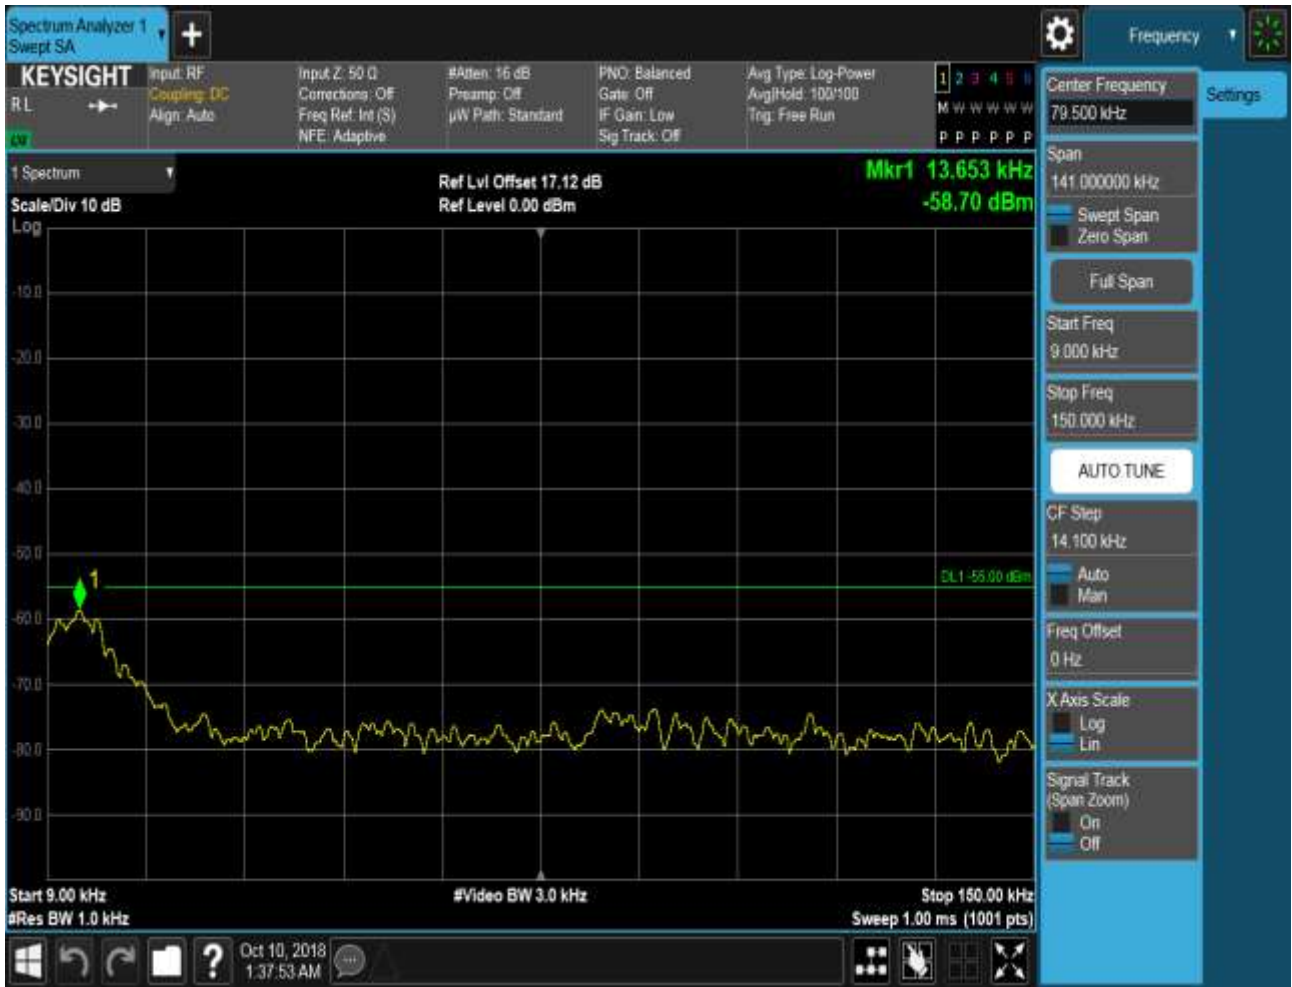 Spectrum Analyzer 1
Swept SA
Frequency
KEYSIGHT
RL
Input: RF
Coupling: DC
Align: Auto
Input Z: 50 Ω
Corrections: Off
Freq Ref: Int (S)
NFE: Adaptive
#Atten: 16 dB
Preamp: Off
µW Path: Standard
PNO: Balanced
Gate: Off
IF Gain: Low
Sig Track: Off
Avg Type: Log-Power
Avg|Hold: 100/100
Trig: Free Run
1 2 3 4 5 6
M W W W W W
P P P P P P
1 Spectrum
Scale/Div 10 dB
Log
Ref Lvl Offset 17.12 dB
Ref Level 0.00 dBm
Mkr1 13.653 kHz
-58.70 dBm
-10.0
-20.0
-30.0
-40.0
-50.0
-60.0
-70.0
-80.0
-90.0
1
DL1 -55.00 dBm
Start 9.00 kHz
#Res BW 1.0 kHz
#Video BW 3.0 kHz
Stop 150.00 kHz
Sweep 1.00 ms (1001 pts)
Center Frequency
79.500 kHz
Settings
Span
141.000000 kHz
Swept Span
Zero Span
Full Span
Start Freq
9.000 kHz
Stop Freq
150.000 kHz
AUTO TUNE
CF Step
14.100 kHz
Auto
Man
Freq Offset
0 Hz
X Axis Scale
Log
Lin
Signal Track
(Span Zoom)
On
Off
?
Oct 10, 2018
1:37:53 AM